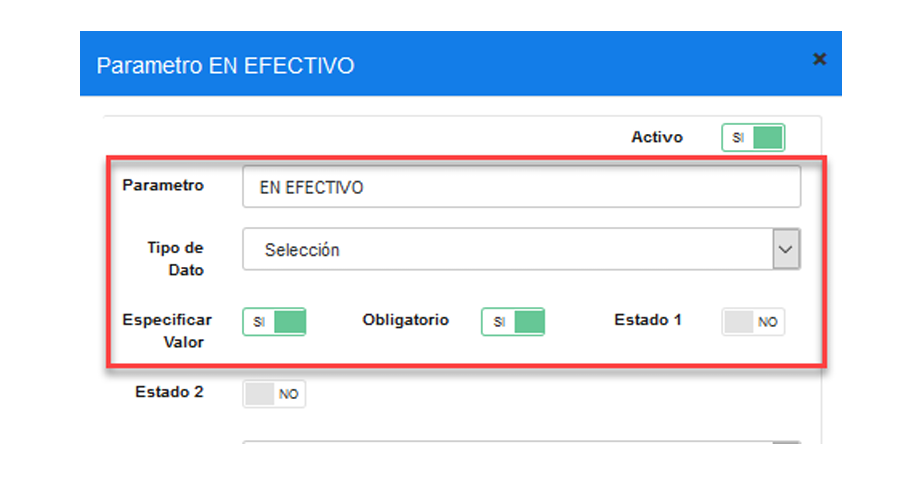 Parametro EN EFECTIVO
Activo SI
Parametro EN EFECTIVO
Tipo de Dato Selección
Especificar Valor SI Obligatorio SI Estado 1 NO
Estado 2 NO